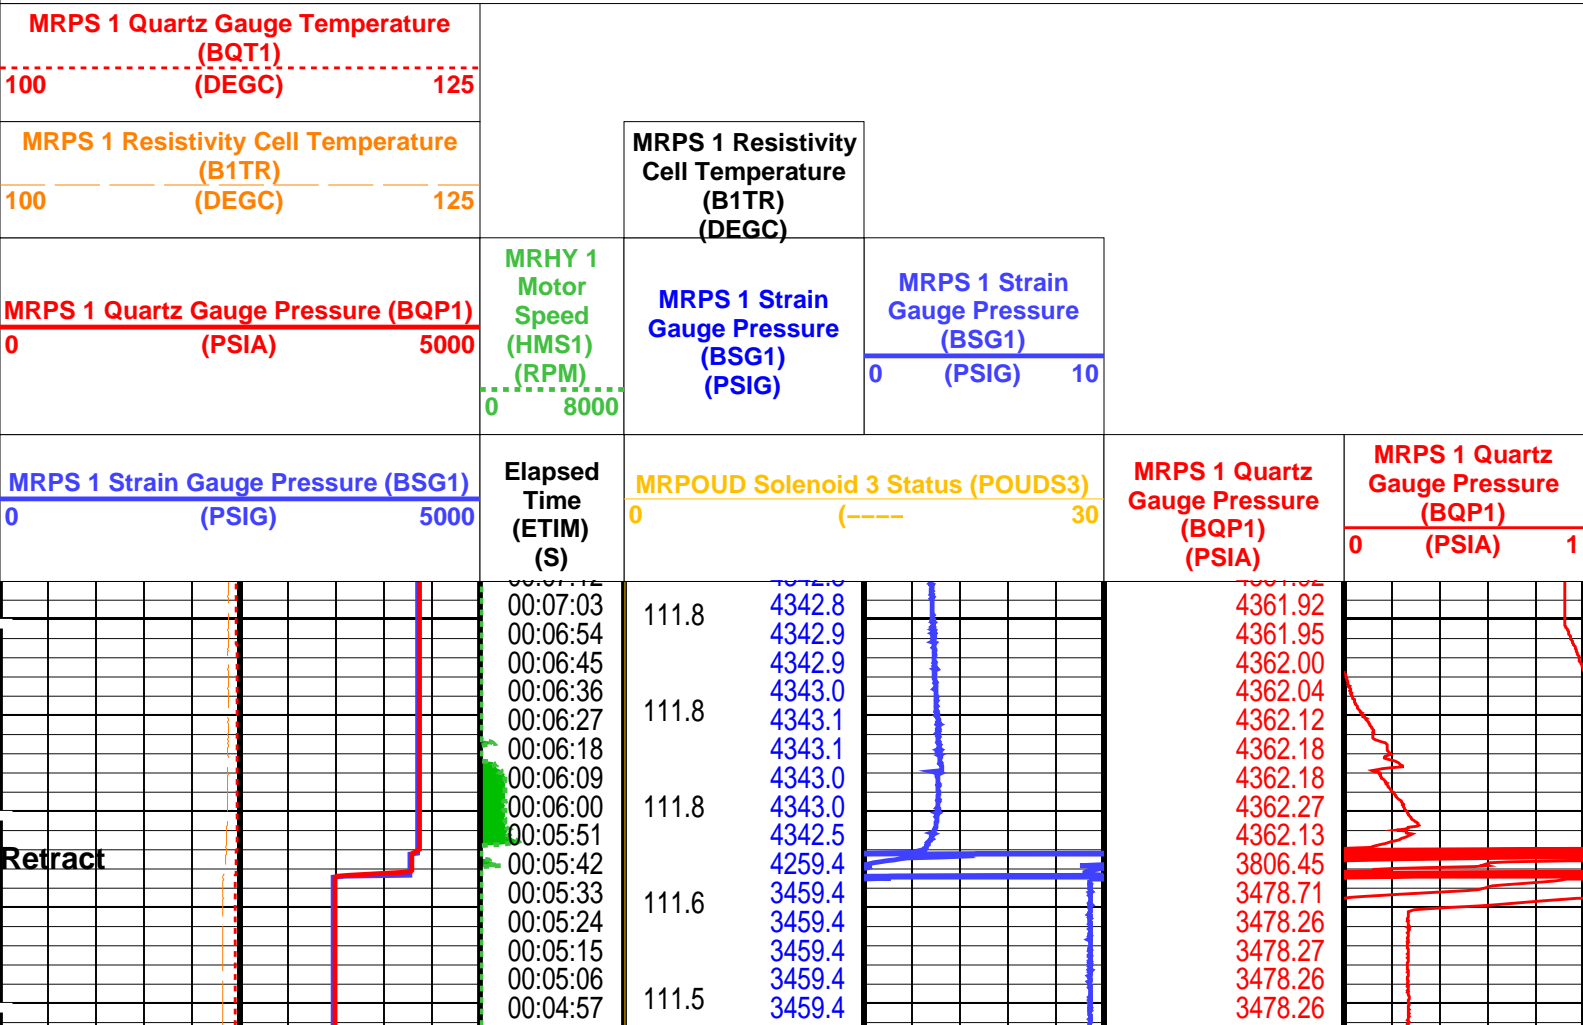 MRPS 1 Quartz Gauge Temperature
(BQT1)
100 (DEGC) 125
MRPS 1 Resistivity Cell Temperature
(B1TR)
100 (DEGC) 125
MRPS 1 Resistivity
Cell Temperature
(B1TR)
(DEGC)
MRPS 1 Quartz Gauge Pressure (BQP1)
0 (PSIA) 5000
MRHY 1
Motor
Speed
(HMS1)
(RPM)
0 8000
MRPS 1 Strain
Gauge Pressure
(BSG1)
(PSIG)
MRPS 1 Strain
Gauge Pressure
(BSG1)
0 (PSIG) 10
MRPS 1 Strain Gauge Pressure (BSG1)
0 (PSIG) 5000
Elapsed
Time
(ETIM)
(S)
MRPOUD Solenoid 3 Status (POUDS3)
0 (–––– 30
MRPS 1 Quartz
Gauge Pressure
(BQP1)
(PSIA)
MRPS 1 Quartz
Gauge Pressure
(BQP1)
0 (PSIA) 1
00:07:03 111.8 4342.8 4361.92
00:06:54 4342.9 4361.95
00:06:45 4342.9 4362.00
00:06:36 4343.0 4362.04
00:06:27 111.8 4343.1 4362.12
00:06:18 4343.1 4362.18
00:06:09 4343.0 4362.18
00:06:00 111.8 4343.0 4362.27
00:05:51 4342.5 4362.13
Retract 00:05:42 4259.4 3806.45
00:05:33 111.6 3459.4 3478.71
00:05:24 3459.4 3478.26
00:05:15 3459.4 3478.27
00:05:06 3459.4 3478.26
00:04:57 111.5 3459.4 3478.26